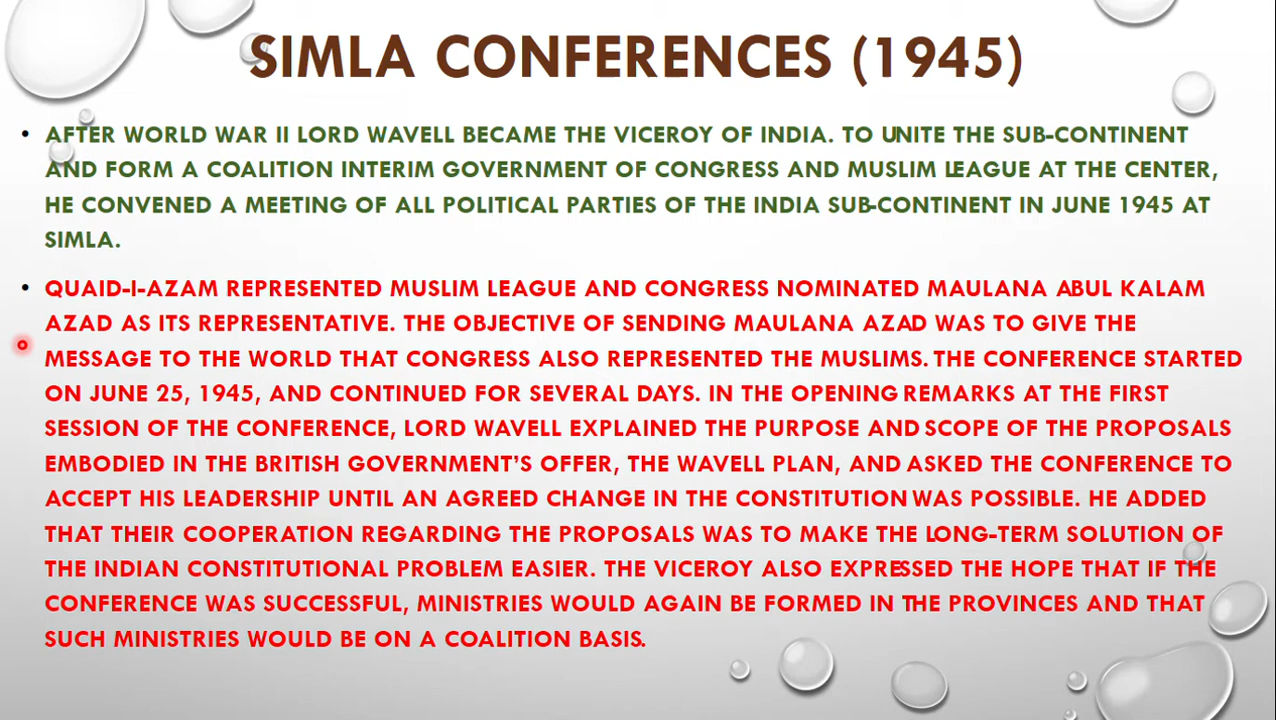 SIMLA CONFERENCES (1945)
• AFTER WORLD WAR II LORD WAVELL BECAME THE VICEROY OF INDIA. TO UNITE THE SUB-CONTINENT
AND FORM A COALITION INTERIM GOVERNMENT OF CONGRESS AND MUSLIM LEAGUE AT THE CENTER,
HE CONVENED A MEETING OF ALL POLITICAL PARTIES OF THE INDIA SUB-CONTINENT IN JUNE 1945 AT
SIMLA.
• QUAID-I-AZAM REPRESENTED MUSLIM LEAGUE AND CONGRESS NOMINATED MAULANA ABUL KALAM
AZAD AS ITS REPRESENTATIVE. THE OBJECTIVE OF SENDING MAULANA AZAD WAS TO GIVE THE
MESSAGE TO THE WORLD THAT CONGRESS ALSO REPRESENTED THE MUSLIMS. THE CONFERENCE STARTED
ON JUNE 25, 1945, AND CONTINUED FOR SEVERAL DAYS. IN THE OPENING REMARKS AT THE FIRST
SESSION OF THE CONFERENCE, LORD WAVELL EXPLAINED THE PURPOSE AND SCOPE OF THE PROPOSALS
EMBODIED IN THE BRITISH GOVERNMENT'S OFFER, THE WAVELL PLAN, AND ASKED THE CONFERENCE TO
ACCEPT HIS LEADERSHIP UNTIL AN AGREED CHANGE IN THE CONSTITUTION WAS POSSIBLE. HE ADDED
THAT THEIR COOPERATION REGARDING THE PROPOSALS WAS TO MAKE THE LONG-TERM SOLUTION OF
THE INDIAN CONSTITUTIONAL PROBLEM EASIER. THE VICEROY ALSO EXPRESSED THE HOPE THAT IF THE
CONFERENCE WAS SUCCESSFUL, MINISTRIES WOULD AGAIN BE FORMED IN THE PROVINCES AND THAT
SUCH MINISTRIES WOULD BE ON A COALITION BASIS.